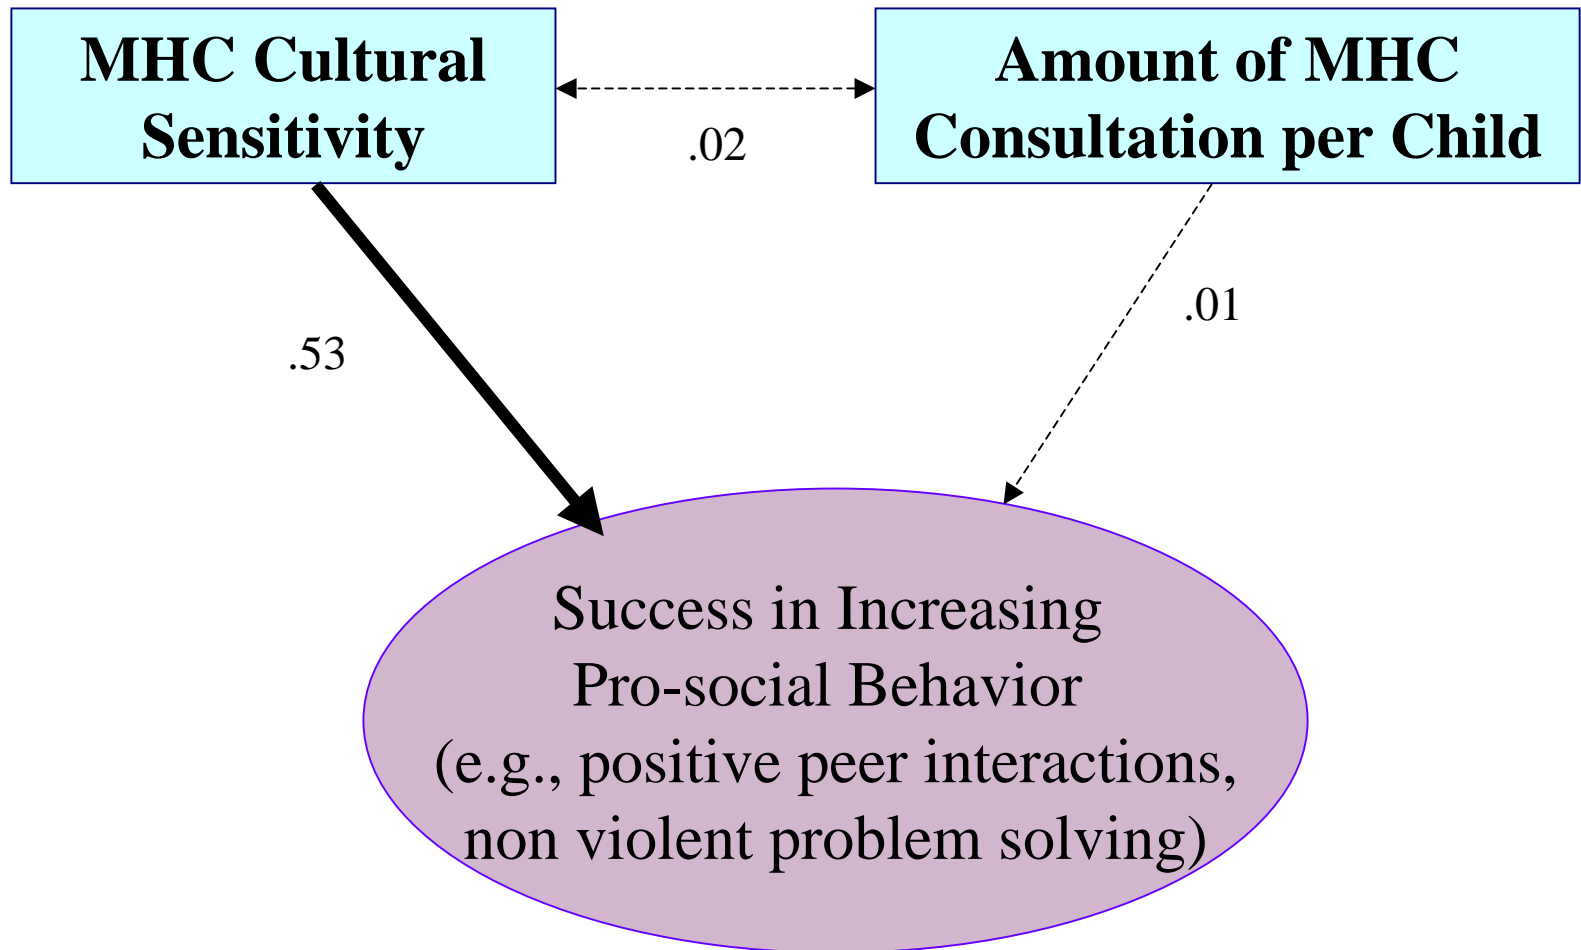 MHC Cultural
Sensitivity
Amount of MHC
Consultation per Child
.02
.01
.53
Success in Increasing
Pro-social Behavior
(e.g., positive peer interactions,
non violent problem solving)